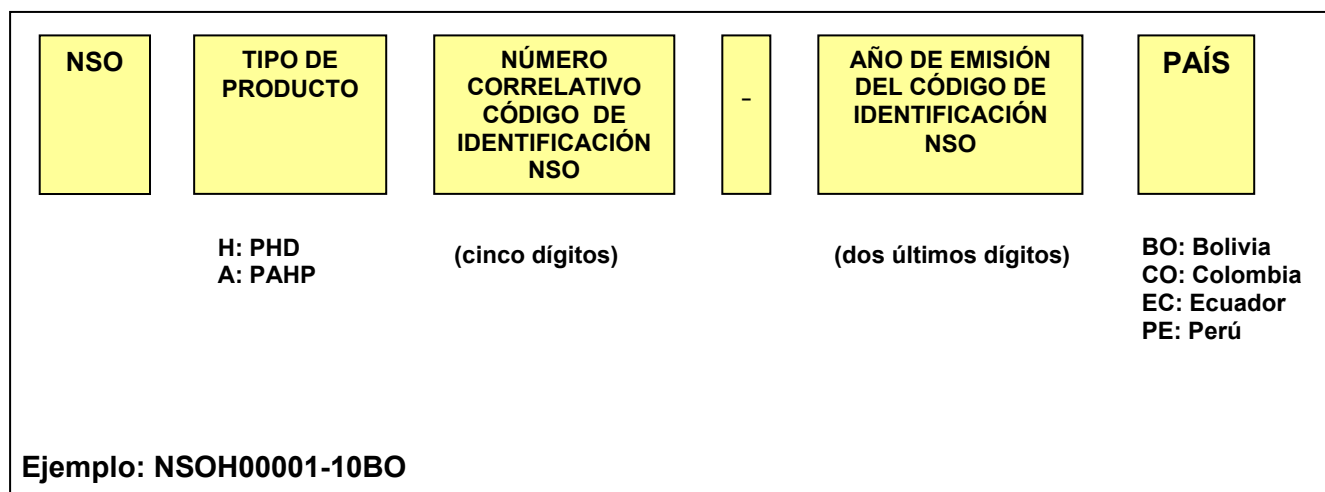 NSO
TIPO DE
PRODUCTO
NÚMERO
CORRELATIVO
CÓDIGO DE
IDENTIFICACIÓN
NSO
-
AÑO DE EMISIÓN
DEL CÓDIGO DE
IDENTIFICACIÓN
NSO
PAÍS
H: PHD
A: PAHP
(cinco dígitos)
(dos últimos dígitos)
BO: Bolivia
CO: Colombia
EC: Ecuador
PE: Perú
Ejemplo: NSOH00001-10BO